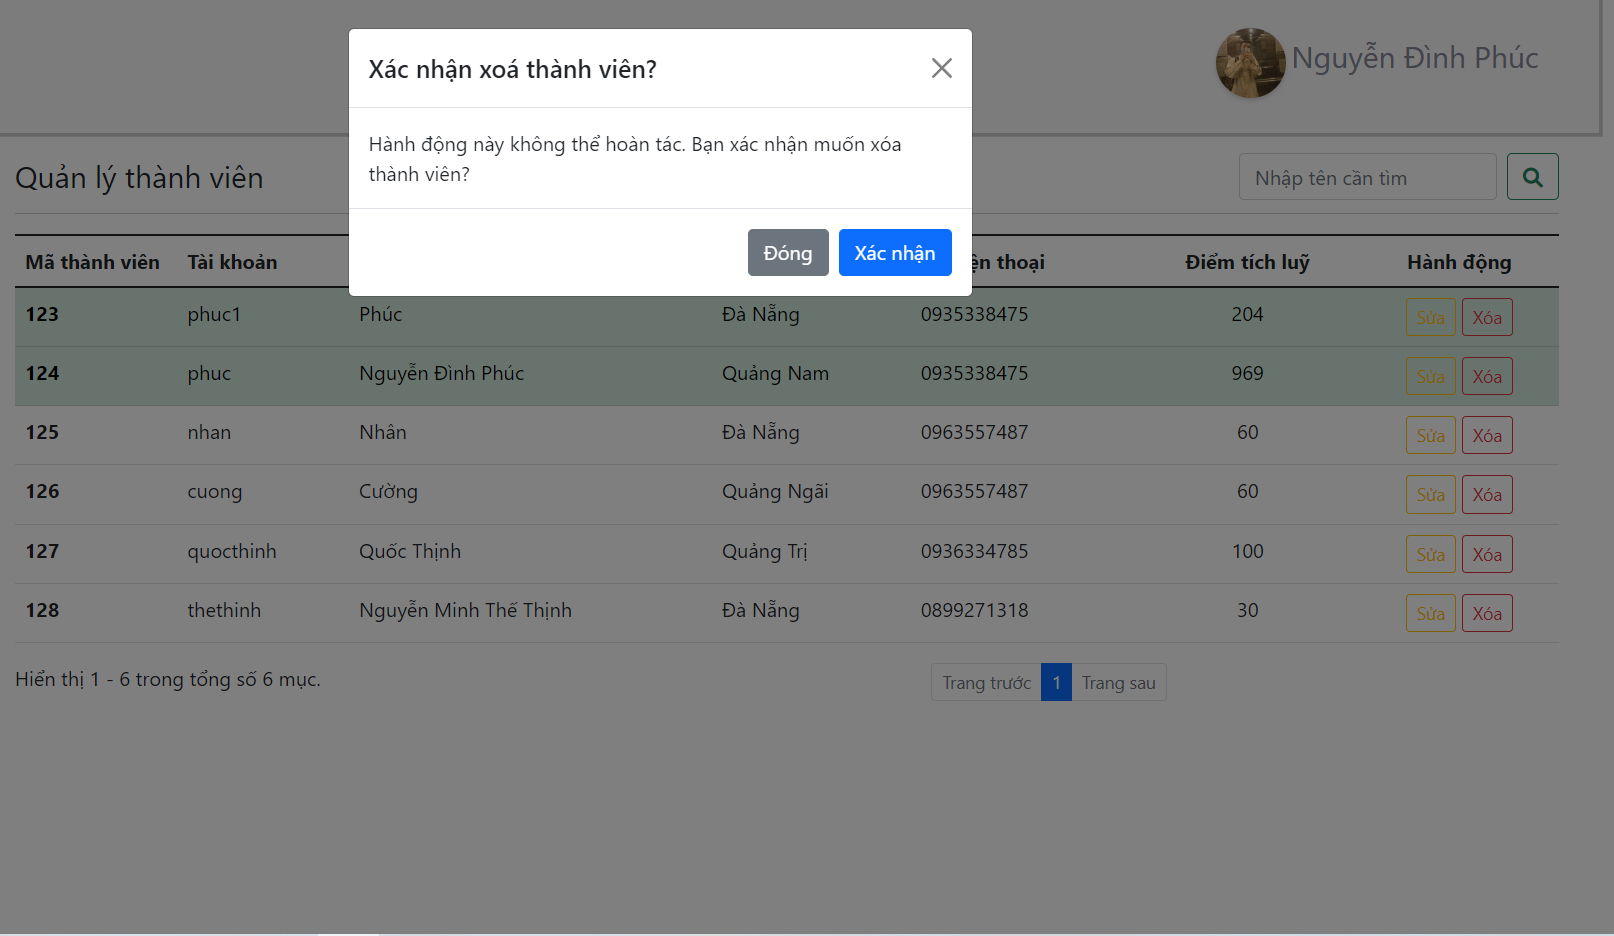 Nguyễn Đình Phúc
Xác nhận xoá thành viên?
Hành động này không thể hoàn tác. Bạn xác nhận muốn xóa
thành viên?
Đóng Xác nhận
Quản lý thành viên
Nhập tên cần tìm
Mã thành viên Tài khoản thoại Điểm tích luỹ Hành động
123 phuc1 Phúc Đà Nẵng 0935338475 204 Sửa Xóa
124 phuc Nguyễn Đình Phúc Quảng Nam 0935338475 969 Sửa Xóa
125 nhan Nhân Đà Nẵng 0963557487 60 Sửa Xóa
126 cuong Cường Quảng Ngãi 0963557487 60 Sửa Xóa
127 quocthinh Quốc Thịnh Quảng Trị 0936334785 100 Sửa Xóa
128 thethinh Nguyễn Minh Thế Thịnh Đà Nẵng 0899271318 30 Sửa Xóa
Hiển thị 1 - 6 trong tổng số 6 mục.
Trang trước 1 Trang sau